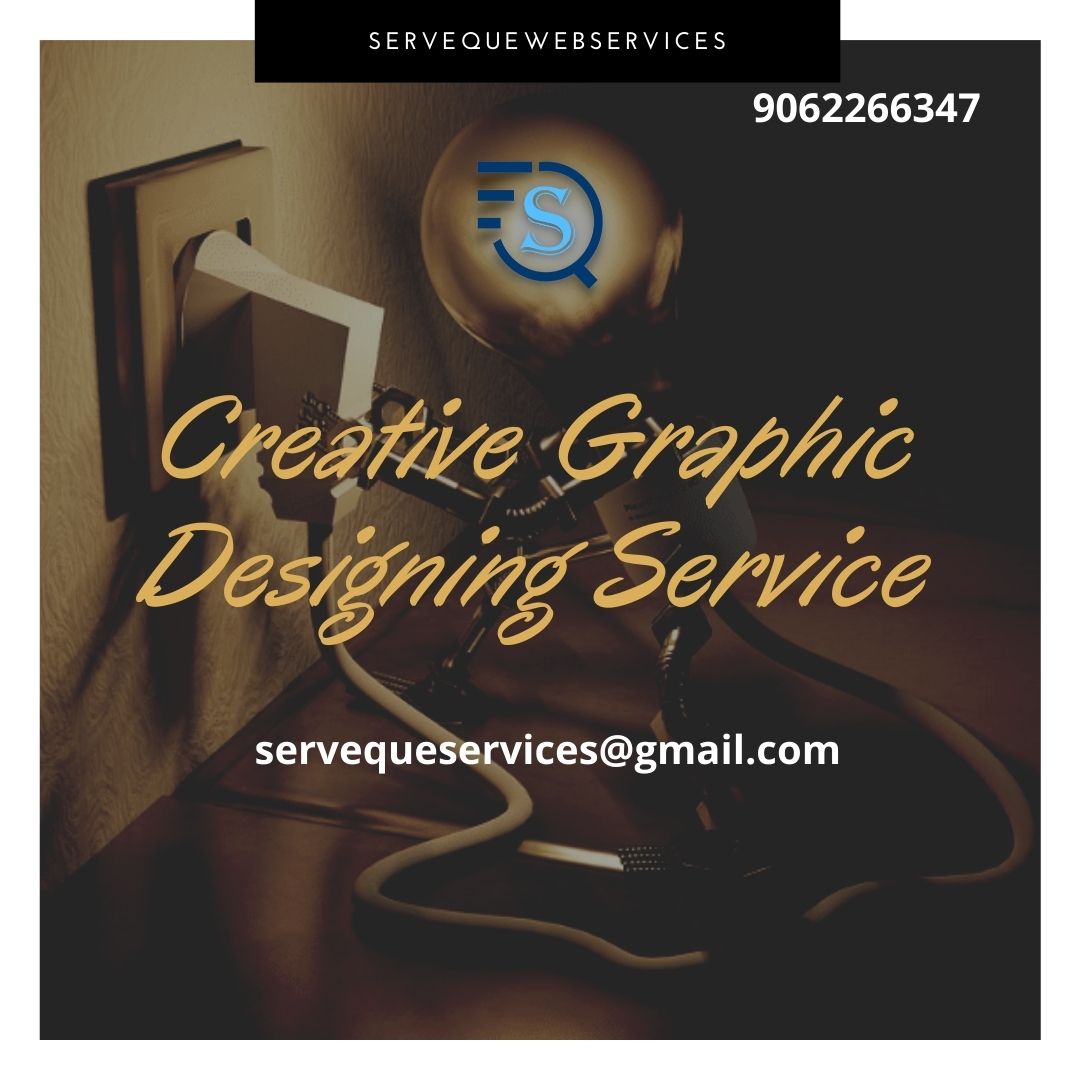 SERVEQUEWEBSERVICES
9062266347
S
Creative Graphic
Designing Service
servequeservices@gmail.com